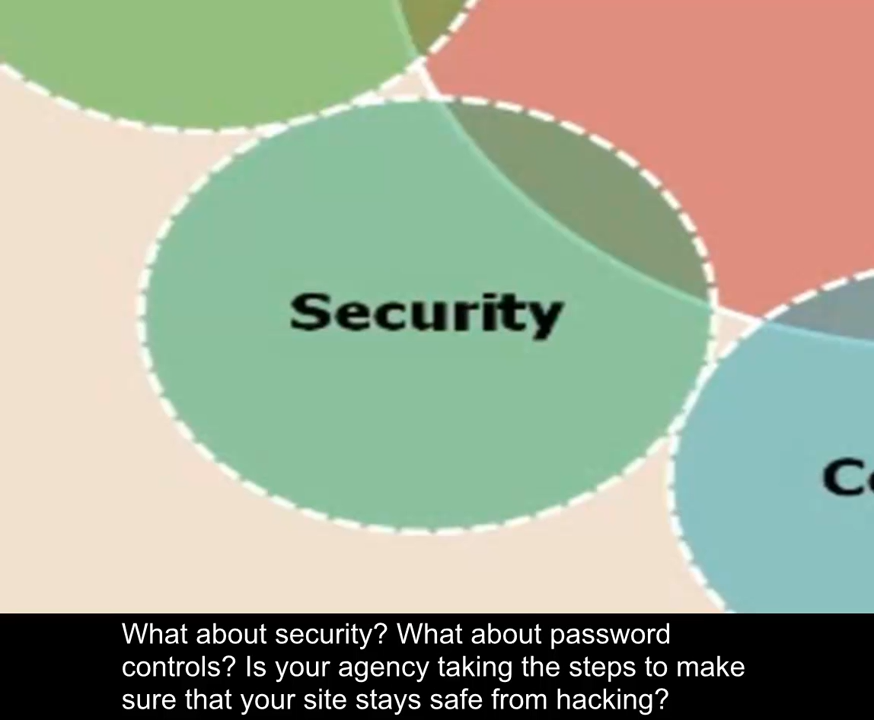 Security
What about security? What about password
controls? Is your agency taking the steps to make
sure that your site stays safe from hacking?